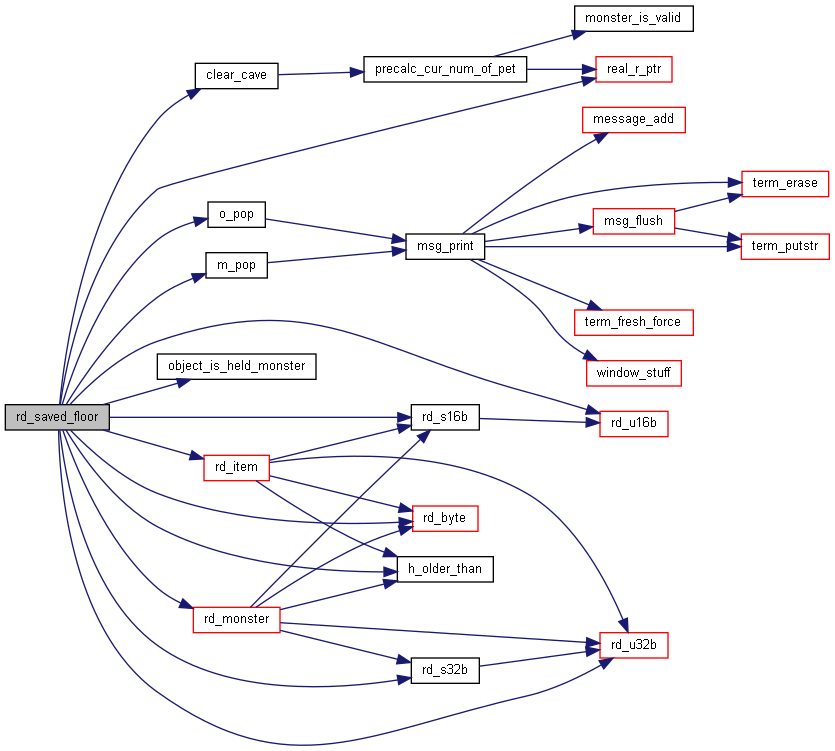 monster_is_valid
clear_cave
precalc_cur_num_of_pet
real_r_ptr
message_add
term_erase
o_pop
msg_flush
msg_print
term_putstr
m_pop
term_fresh_force
object_is_held_monster
window_stuff
rd_saved_floor
rd_s16b
rd_u16b
rd_item
rd_byte
h_older_than
rd_monster
rd_u32b
rd_s32b